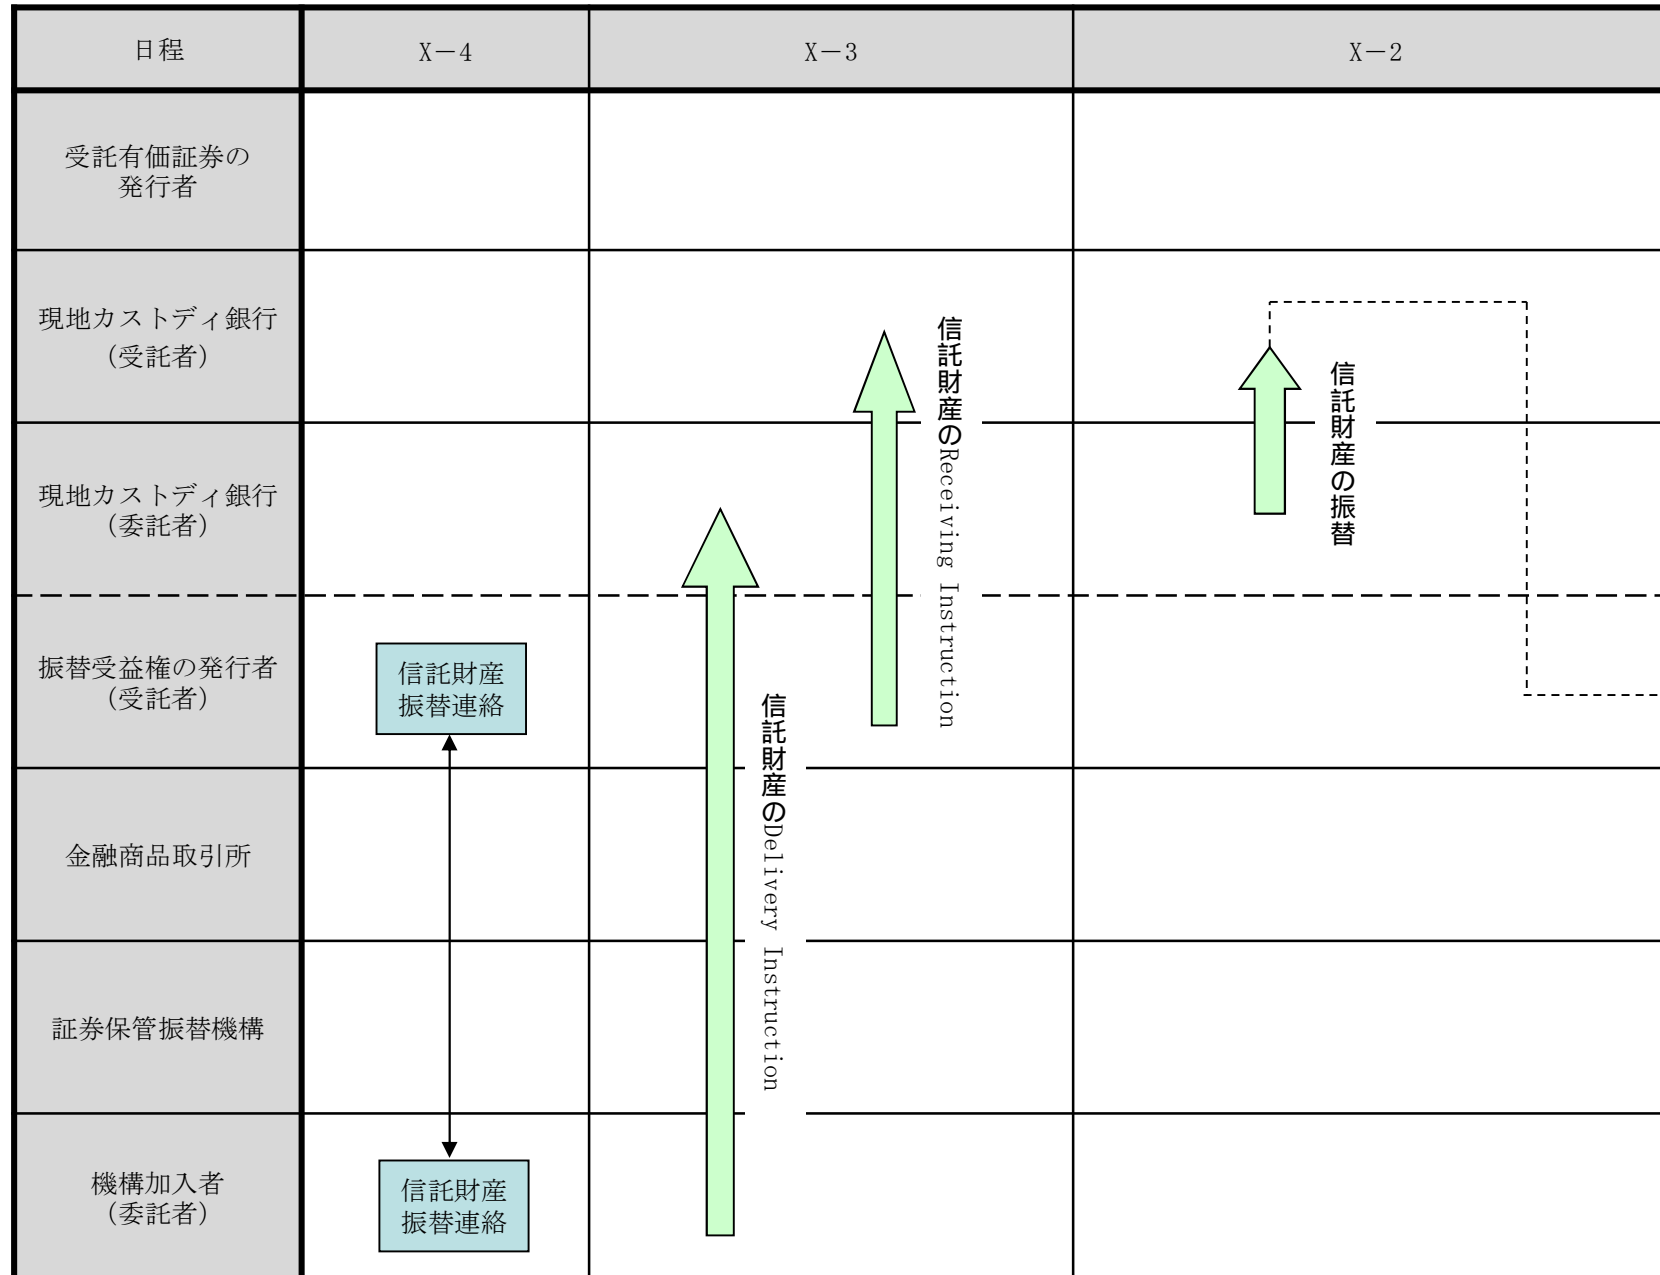 日程
X－4
X－3
X－2
受託有価証券の
発行者
現地カストディ銀行
（受託者）
信託財産のReceiving Instruction
信託財産の振替
現地カストディ銀行
（委託者）
振替受益権の発行者
（受託者）
信託財産
振替連絡
信託財産のDelivery Instruction
金融商品取引所
証券保管振替機構
機構加入者
（委託者）
信託財産
振替連絡